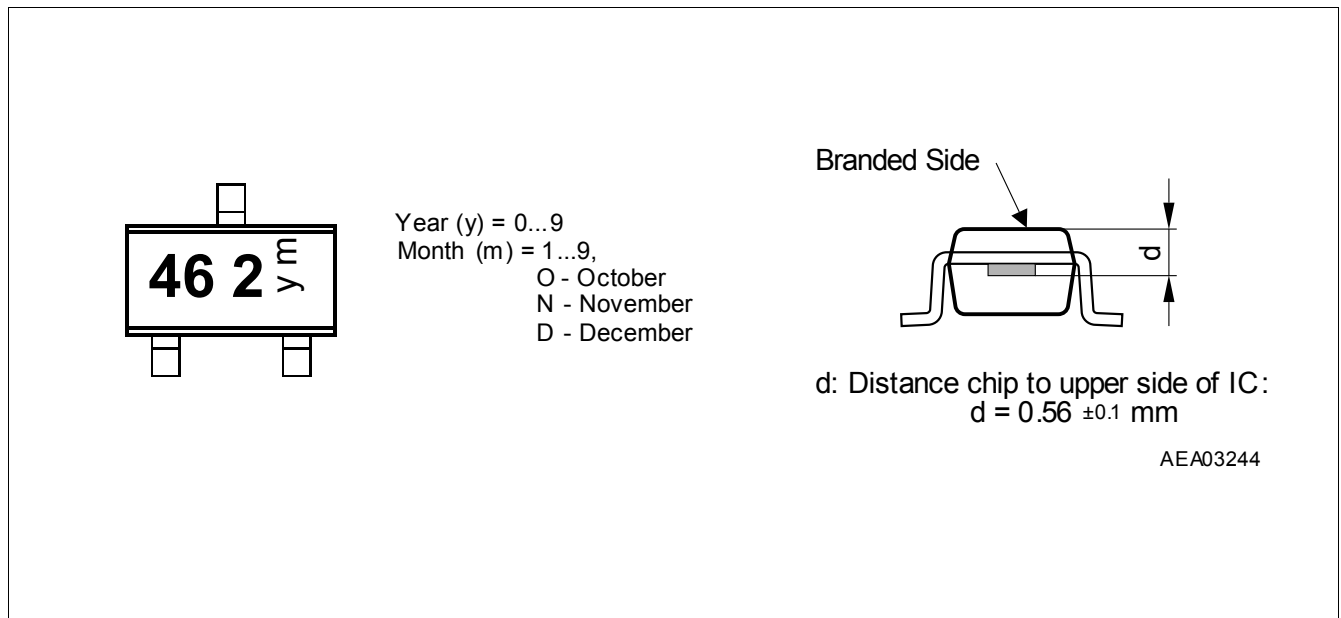 46 2 y m
Year (y) = 0...9
Month (m) = 1...9,
O - October
N - November
D - December
Branded Side
d
d: Distance chip to upper side of IC:
d = 0.56 ±0.1 mm
AEA03244